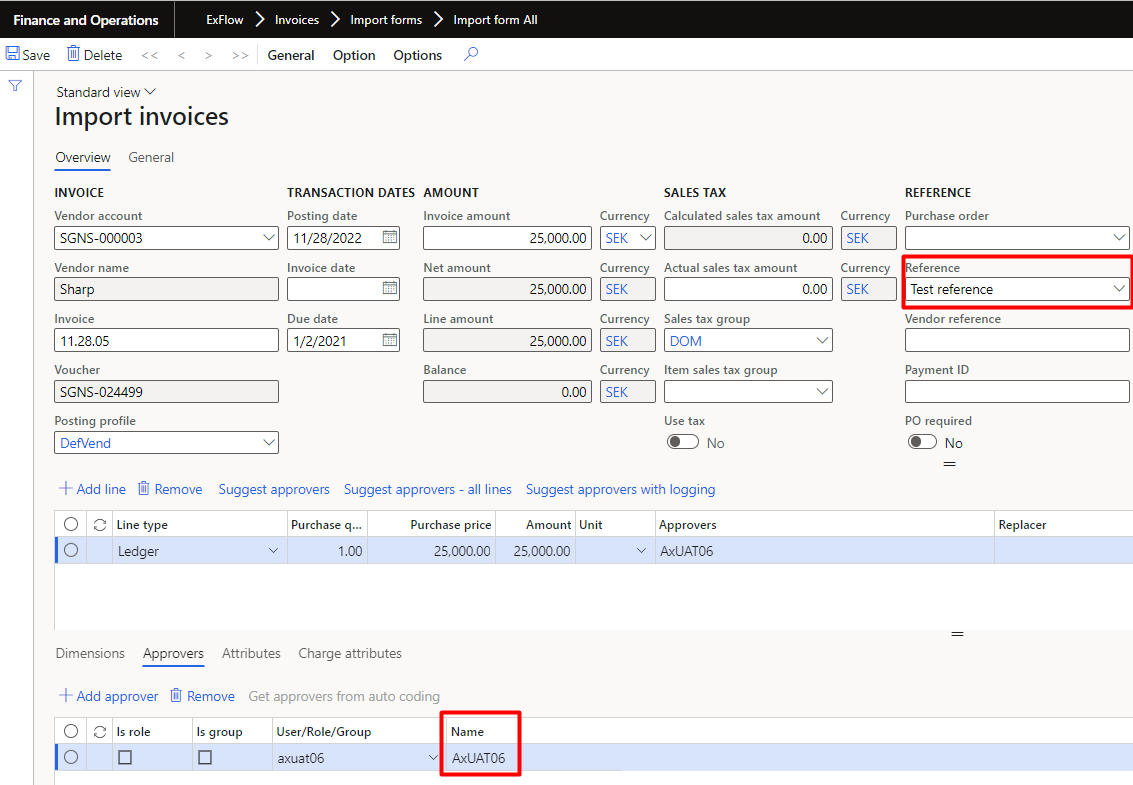 Finance and Operations ExFlow Invoices Import forms Import form All
Save Delete << < > >> General Option Options
Standard view
Import invoices
Overview General
INVOICE TRANSACTION DATES AMOUNT SALES TAX REFERENCE
Vendor account Posting date Invoice amount Currency Calculated sales tax amount Currency Purchase order
SGNS-000003 11/28/2022 25,000.00 SEK 0.00 SEK
Vendor name Invoice date Net amount Currency Actual sales tax amount Currency Reference
Sharp 25,000.00 SEK 0.00 SEK Test reference
Invoice Due date Line amount Currency Sales tax group Vendor reference
11.28.05 1/2/2021 25,000.00 SEK DOM
Voucher Balance Currency Item sales tax group Payment ID
SGNS-024499 0.00 SEK
Posting profile Use tax PO required
DefVend No No
Add line Remove Suggest approvers Suggest approvers - all lines Suggest approvers with logging
Line type Purchase q... Purchase price Amount Unit Approvers Replacer
Ledger 1.00 25,000.00 25,000.00 AxUAT06
Dimensions Approvers Attributes Charge attributes
Add approver Remove Get approvers from auto coding
Is role Is group User/Role/Group Name
axuat06 AxUAT06